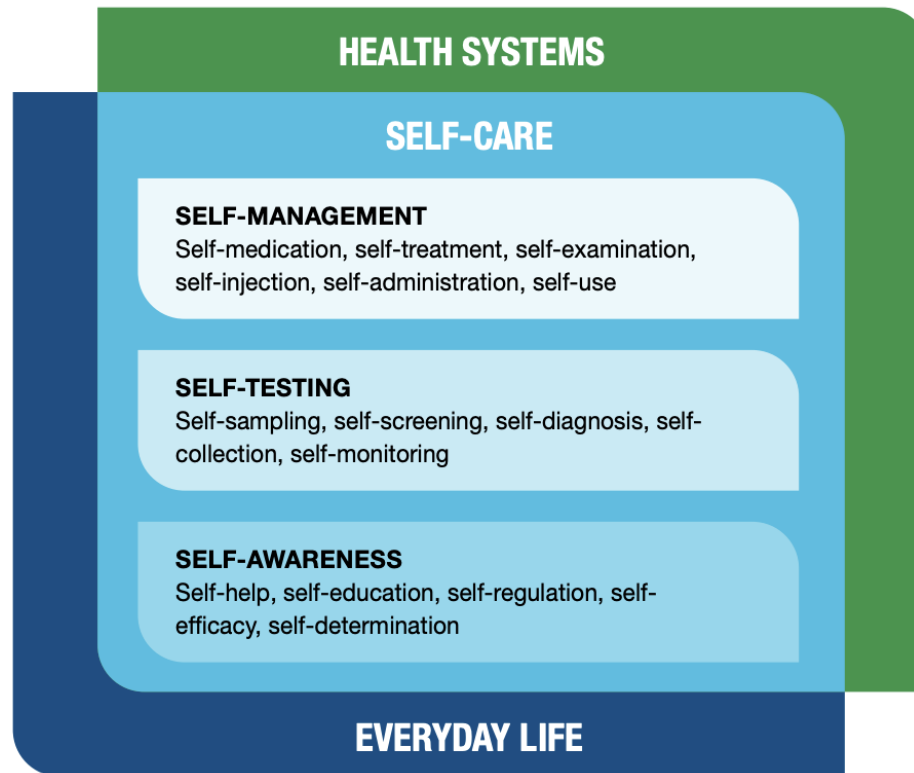 HEALTH SYSTEMS
SELF-CARE
SELF-MANAGEMENT
Self-medication, self-treatment, self-examination,
self-injection, self-administration, self-use
SELF-TESTING
Self-sampling, self-screening, self-diagnosis, self-
collection, self-monitoring
SELF-AWARENESS
Self-help, self-education, self-regulation, self-
efficacy, self-determination
EVERYDAY LIFE